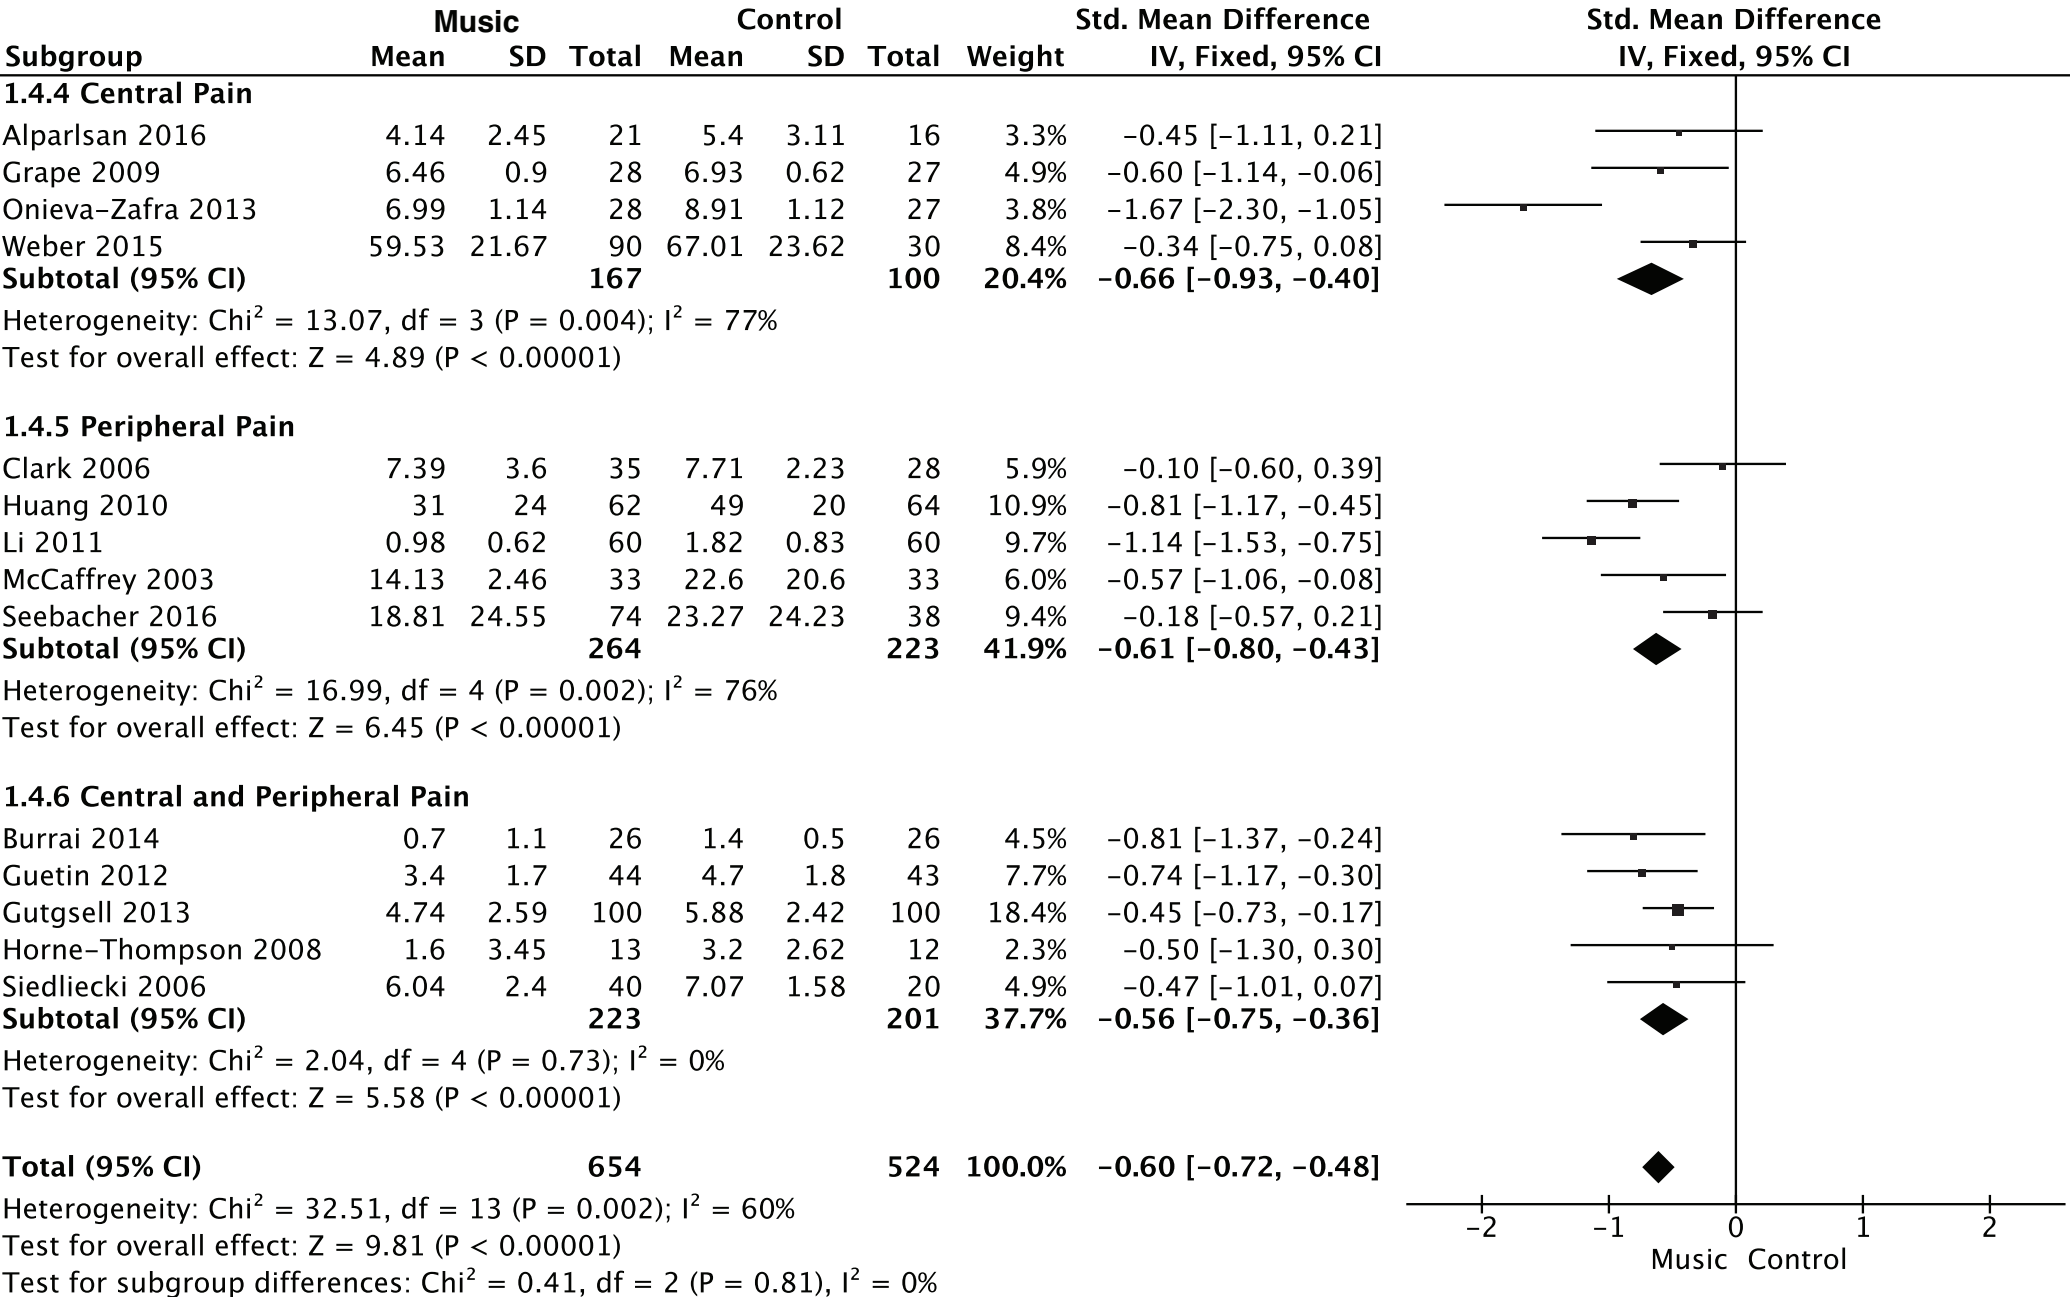 Music Control Std. Mean Difference Std. Mean Difference
Subgroup Mean SD Total Mean SD Total Weight IV, Fixed, 95% CI IV, Fixed, 95% CI
1.4.4 Central Pain
Alparlsan 2016 4.14 2.45 21 5.4 3.11 16 3.3% −0.45 [−1.11, 0.21]
Grape 2009 6.46 0.9 28 6.93 0.62 27 4.9% −0.60 [−1.14, −0.06]
Onieva−Zafra 2013 6.99 1.14 28 8.91 1.12 27 3.8% −1.67 [−2.30, −1.05]
Weber 2015 59.53 21.67 90 67.01 23.62 30 8.4% −0.34 [−0.75, 0.08]
Subtotal (95% CI) 167 100 20.4% −0.66 [−0.93, −0.40]
Heterogeneity: Chi² = 13.07, df = 3 (P = 0.004); I² = 77%
Test for overall effect: Z = 4.89 (P < 0.00001)
1.4.5 Peripheral Pain
Clark 2006 7.39 3.6 35 7.71 2.23 28 5.9% −0.10 [−0.60, 0.39]
Huang 2010 31 24 62 49 20 64 10.9% −0.81 [−1.17, −0.45]
Li 2011 0.98 0.62 60 1.82 0.83 60 9.7% −1.14 [−1.53, −0.75]
McCaffrey 2003 14.13 2.46 33 22.6 20.6 33 6.0% −0.57 [−1.06, −0.08]
Seebacher 2016 18.81 24.55 74 23.27 24.23 38 9.4% −0.18 [−0.57, 0.21]
Subtotal (95% CI) 264 223 41.9% −0.61 [−0.80, −0.43]
Heterogeneity: Chi² = 16.99, df = 4 (P = 0.002); I² = 76%
Test for overall effect: Z = 6.45 (P < 0.00001)
1.4.6 Central and Peripheral Pain
Burrai 2014 0.7 1.1 26 1.4 0.5 26 4.5% −0.81 [−1.37, −0.24]
Guetin 2012 3.4 1.7 44 4.7 1.8 43 7.7% −0.74 [−1.17, −0.30]
Gutgsell 2013 4.74 2.59 100 5.88 2.42 100 18.4% −0.45 [−0.73, −0.17]
Horne−Thompson 2008 1.6 3.45 13 3.2 2.62 12 2.3% −0.50 [−1.30, 0.30]
Siedliecki 2006 6.04 2.4 40 7.07 1.58 20 4.9% −0.47 [−1.01, 0.07]
Subtotal (95% CI) 223 201 37.7% −0.56 [−0.75, −0.36]
Heterogeneity: Chi² = 2.04, df = 4 (P = 0.73); I² = 0%
Test for overall effect: Z = 5.58 (P < 0.00001)
Total (95% CI) 654 524 100.0% −0.60 [−0.72, −0.48]
Heterogeneity: Chi² = 32.51, df = 13 (P = 0.002); I² = 60%
Test for overall effect: Z = 9.81 (P < 0.00001)
Test for subgroup differences: Chi² = 0.41, df = 2 (P = 0.81), I² = 0%
−2 −1 0 1 2
Music Control